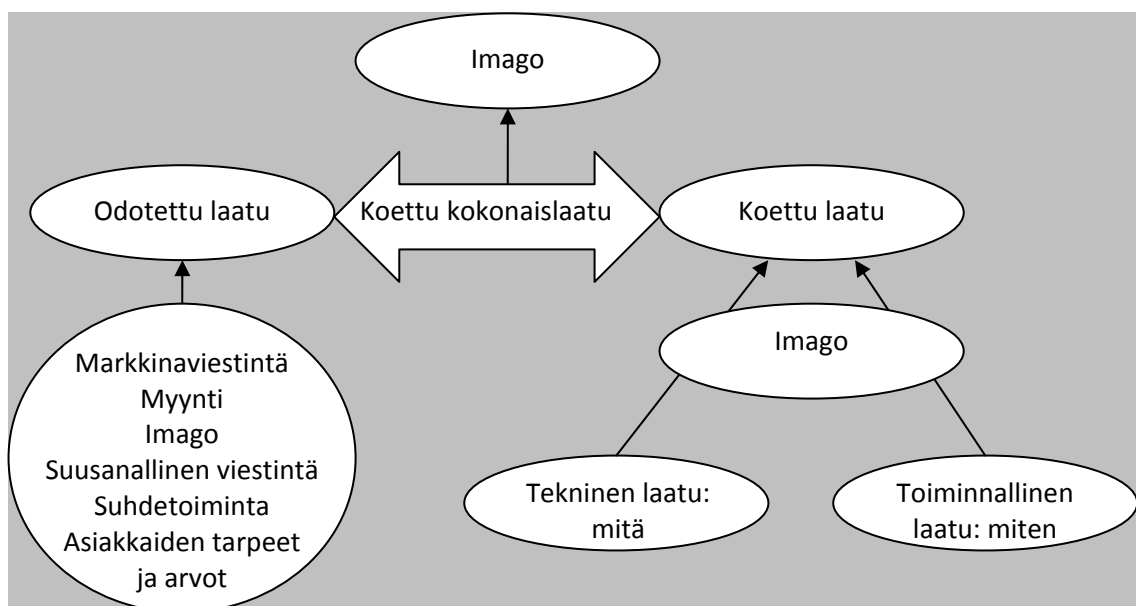 Imago
Odotettu laatu
Koettu kokonaislaatu
Koettu laatu
Imago
Markkinaviestintä
Myynti
Imago
Suusanallinen viestintä
Suhdetoiminta
Asiakkaiden tarpeet
ja arvot
Tekninen laatu:
mitä
Toiminnallinen
laatu: miten